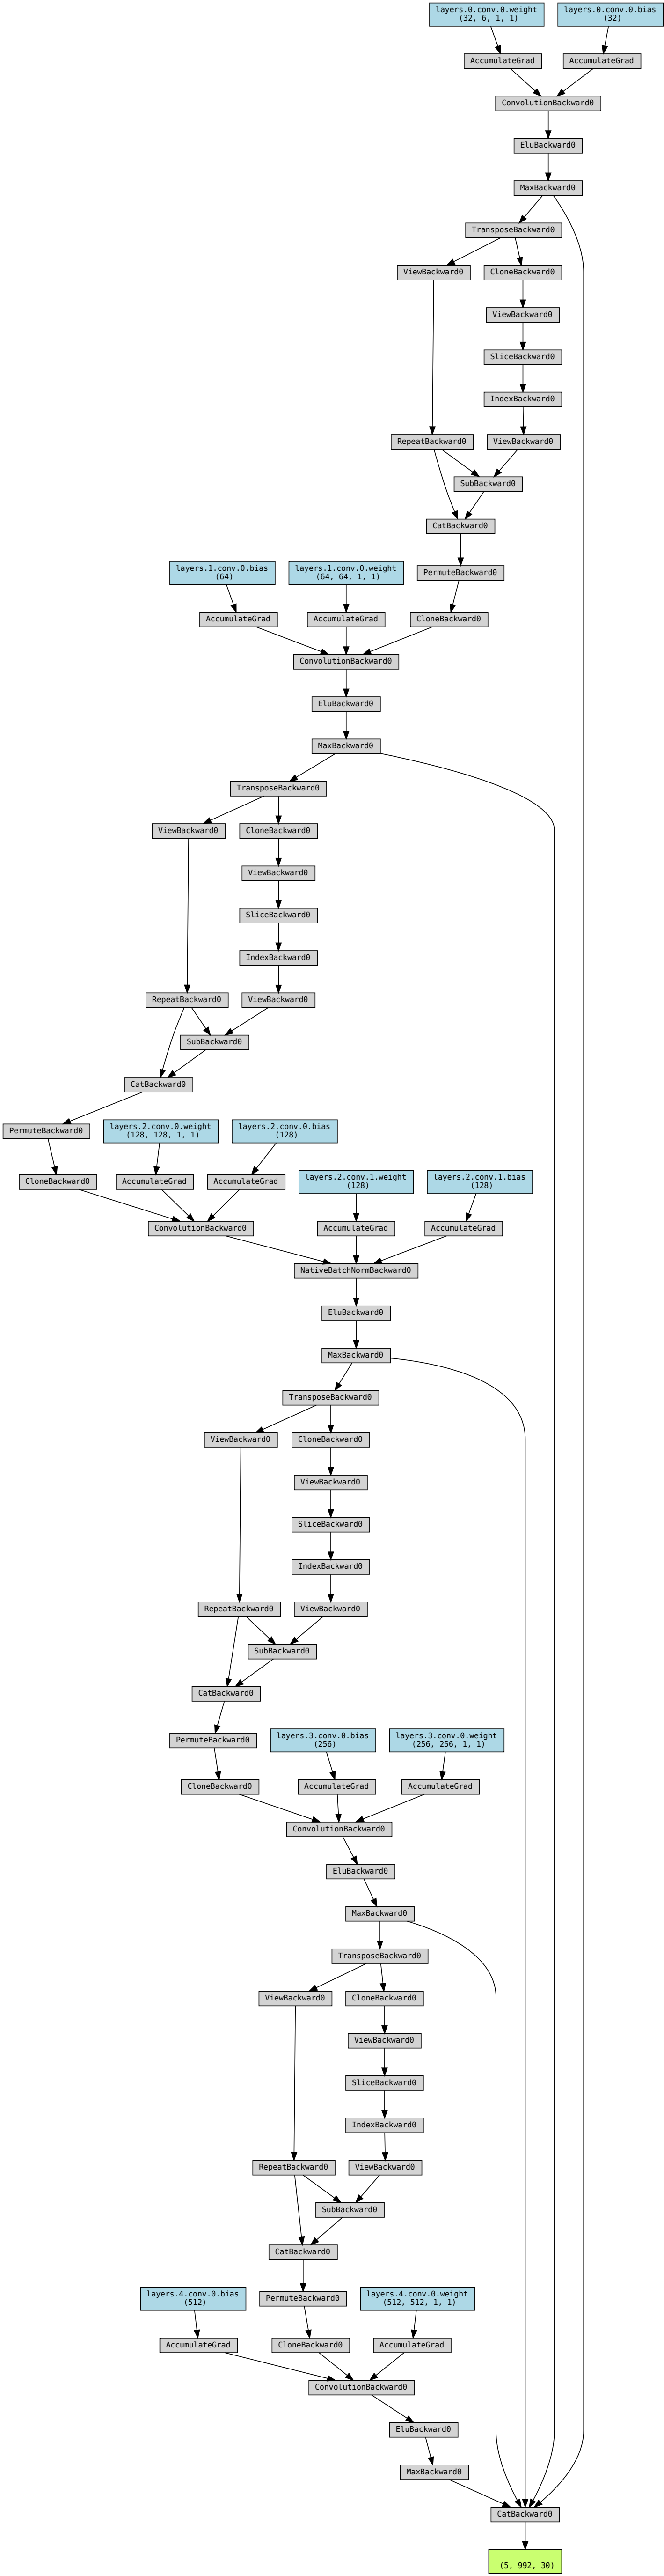 layers.0.conv.0.weight
(32, 6, 1, 1)
layers.0.conv.0.bias
(32)
AccumulateGrad
AccumulateGrad
ConvolutionBackward0
EluBackward0
MaxBackward0
TransposeBackward0
ViewBackward0
CloneBackward0
ViewBackward0
SliceBackward0
IndexBackward0
RepeatBackward0
ViewBackward0
SubBackward0
CatBackward0
layers.1.conv.0.bias
(64)
layers.1.conv.0.weight
(64, 64, 1, 1)
PermuteBackward0
AccumulateGrad
AccumulateGrad
CloneBackward0
ConvolutionBackward0
EluBackward0
MaxBackward0
TransposeBackward0
ViewBackward0
CloneBackward0
ViewBackward0
SliceBackward0
IndexBackward0
RepeatBackward0
ViewBackward0
SubBackward0
CatBackward0
PermuteBackward0
layers.2.conv.0.weight
(128, 128, 1, 1)
layers.2.conv.0.bias
(128)
CloneBackward0
AccumulateGrad
AccumulateGrad
layers.2.conv.1.weight
(128)
layers.2.conv.1.bias
(128)
ConvolutionBackward0
AccumulateGrad
AccumulateGrad
NativeBatchNormBackward0
EluBackward0
MaxBackward0
TransposeBackward0
ViewBackward0
CloneBackward0
ViewBackward0
SliceBackward0
IndexBackward0
RepeatBackward0
ViewBackward0
SubBackward0
CatBackward0
PermuteBackward0
layers.3.conv.0.bias
(256)
layers.3.conv.0.weight
(256, 256, 1, 1)
CloneBackward0
AccumulateGrad
AccumulateGrad
ConvolutionBackward0
EluBackward0
MaxBackward0
TransposeBackward0
ViewBackward0
CloneBackward0
ViewBackward0
SliceBackward0
IndexBackward0
RepeatBackward0
ViewBackward0
SubBackward0
CatBackward0
layers.4.conv.0.bias
(512)
PermuteBackward0
layers.4.conv.0.weight
(512, 512, 1, 1)
AccumulateGrad
CloneBackward0
AccumulateGrad
ConvolutionBackward0
EluBackward0
MaxBackward0
CatBackward0
(5, 992, 30)